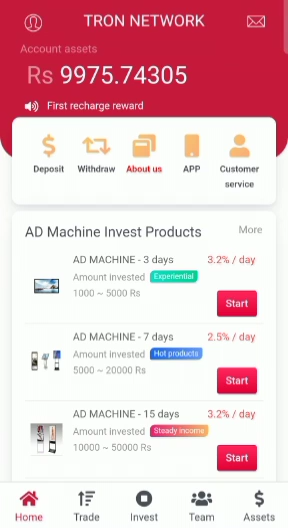 TRON NETWORK
Account assets
Rs 9975.74305
First recharge reward
Deposit
Withdraw
About us
APP
Customer service
AD Machine Invest Products
More
AD MACHINE - 3 days
3.2% / day
Amount invested
Experiential
1000 ~ 5000 Rs
Start
AD MACHINE - 7 days
2.5% / day
Amount invested
Hot products
5000 ~ 20000 Rs
Start
AD MACHINE - 15 days
3.2% / day
Amount invested
Steady income
10000 ~ 50000 Rs
Start
Home
Trade
Invest
Team
Assets